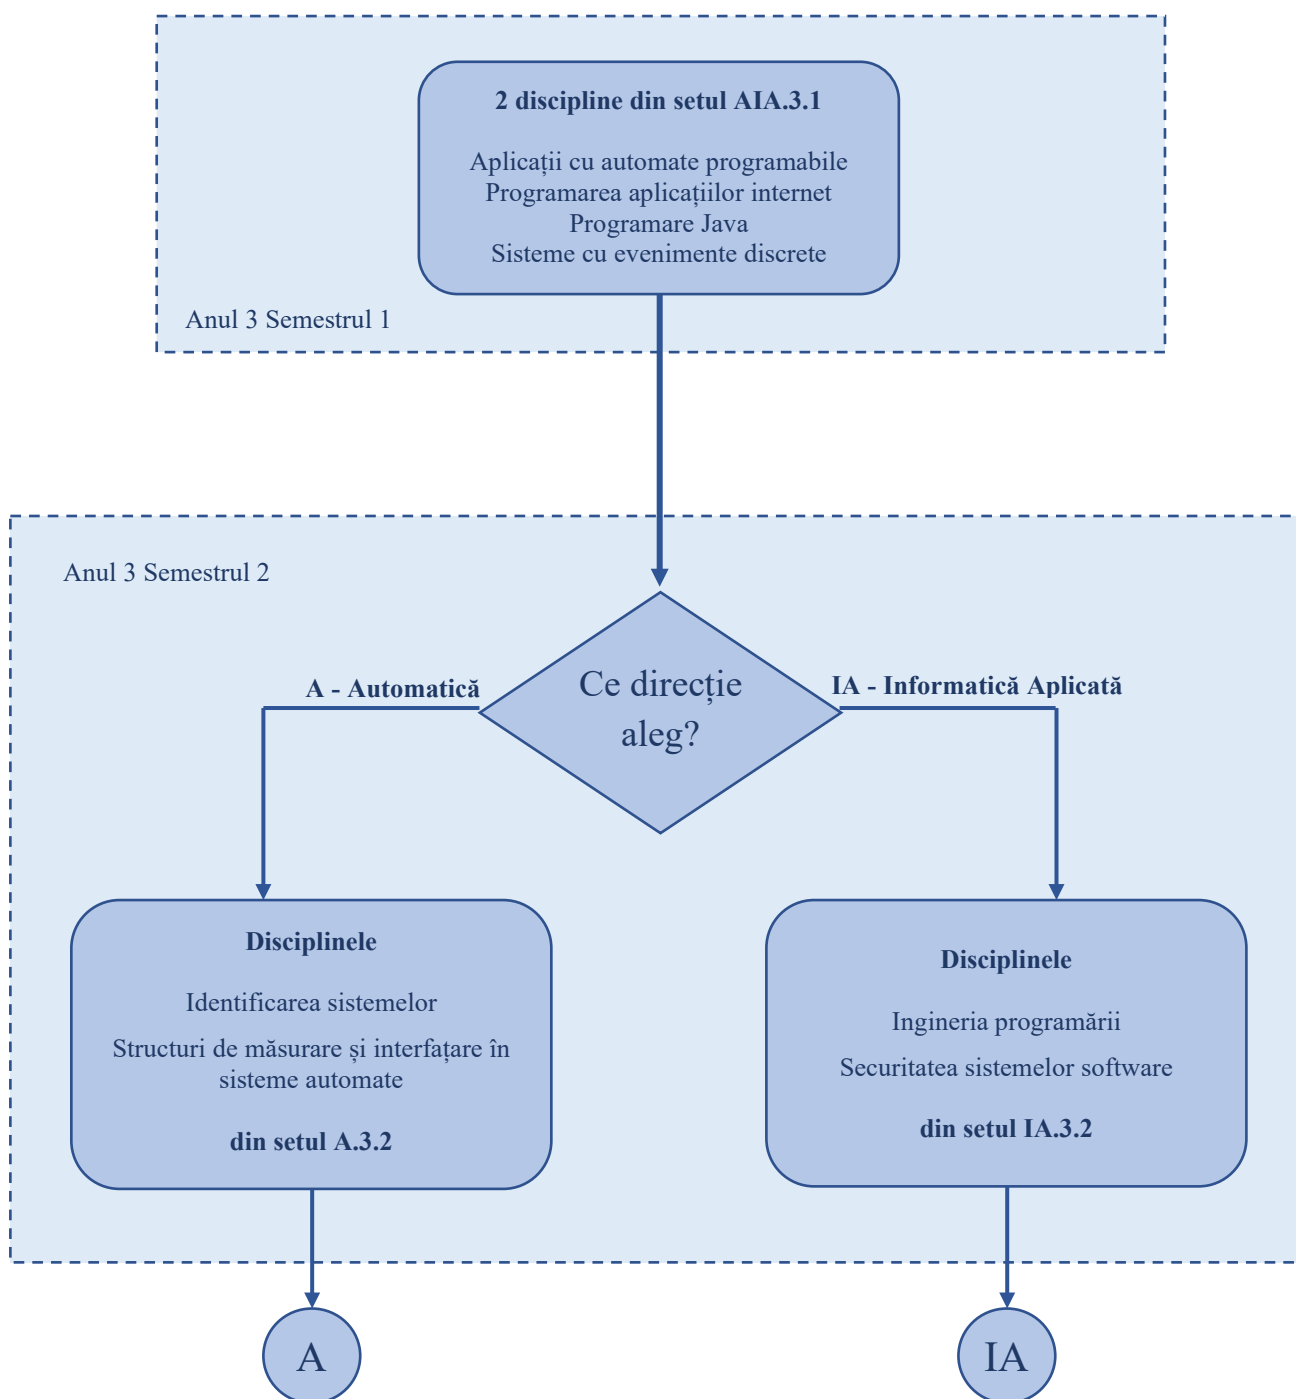 2 discipline din setul AIA.3.1
Aplicații cu automate programabile
Programarea aplicațiilor internet
Programare Java
Sisteme cu evenimente discrete
Anul 3 Semestrul 1
Anul 3 Semestrul 2
Ce direcție
aleg?
A - Automatică
IA - Informatică Aplicată
Disciplinele
Identificarea sistemelor
Structuri de măsurare și interfațare în
sisteme automate
din setul A.3.2
Disciplinele
Ingineria programării
Securitatea sistemelor software
din setul IA.3.2
A
IA